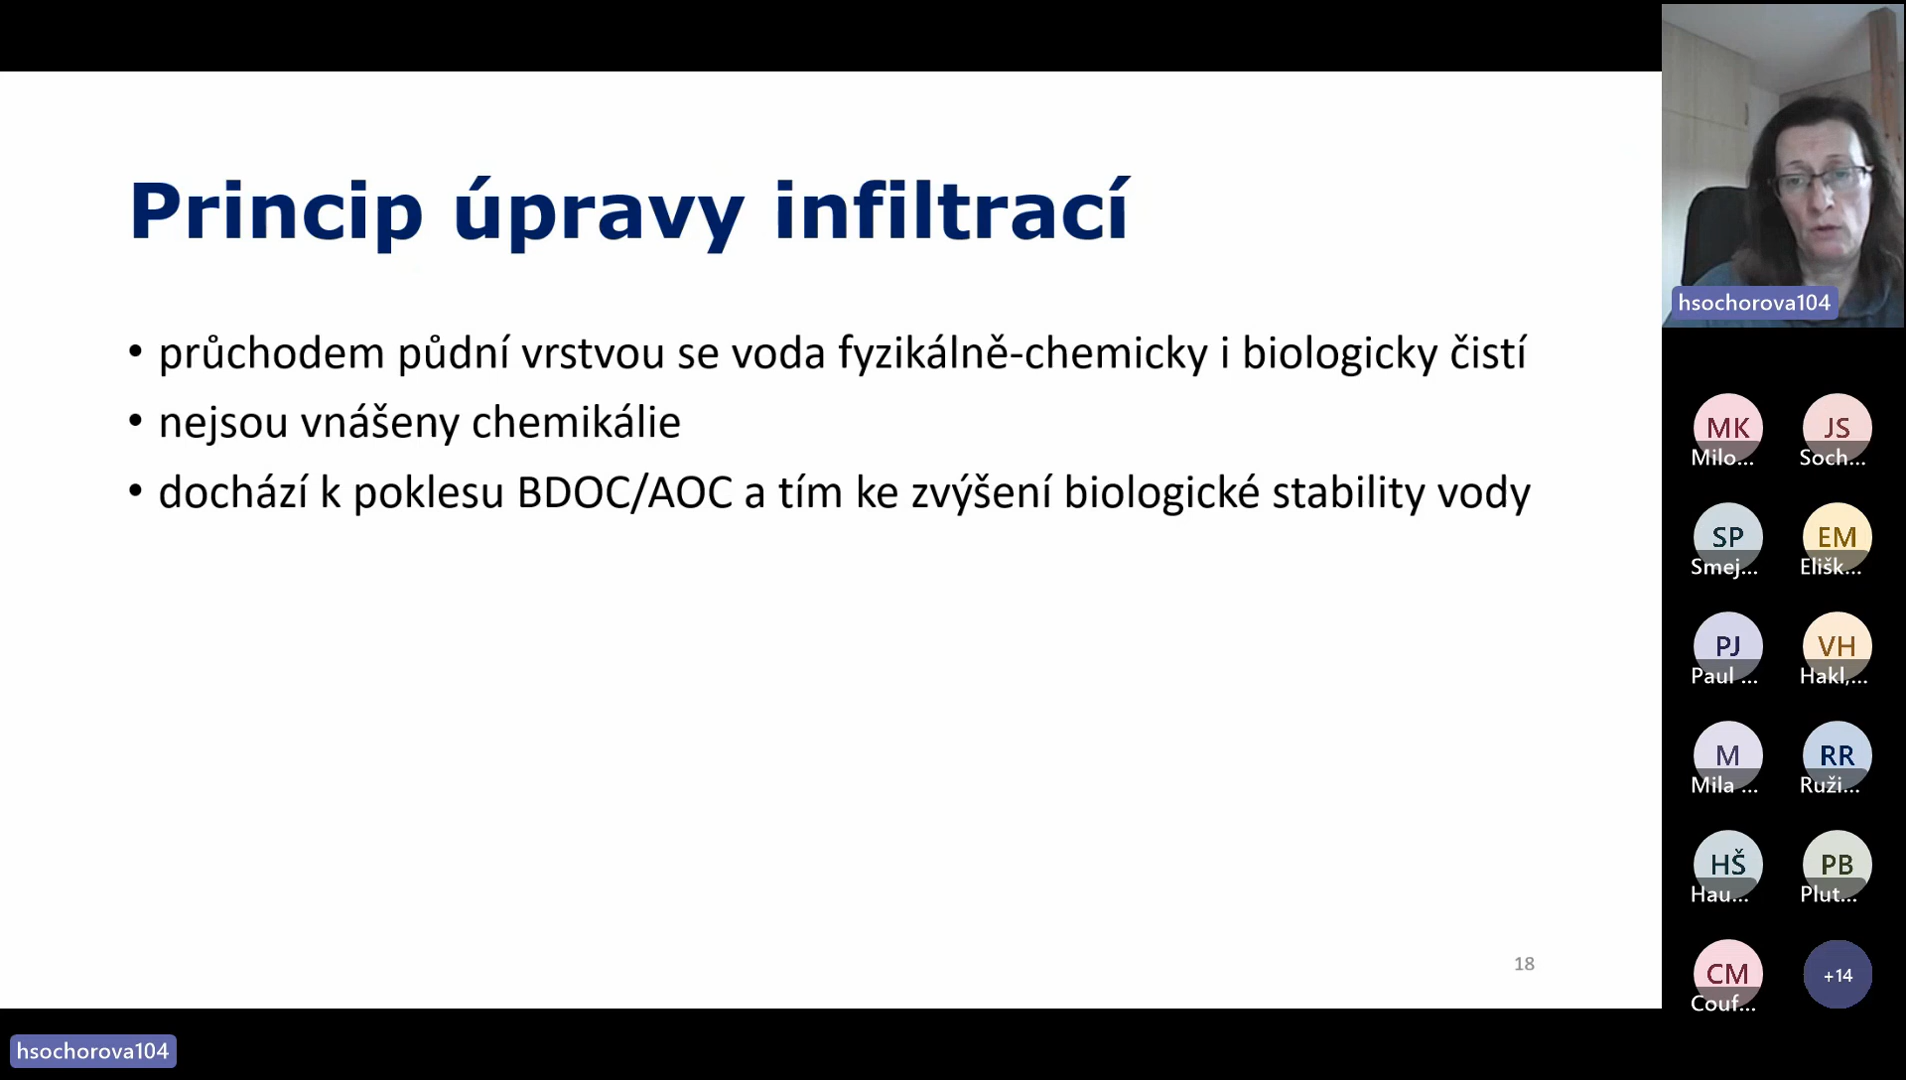 Princip úpravy infiltrací
• průchodem půdní vrstvou se voda fyzikálně-chemicky i biologicky čistí
• nejsou vnášeny chemikálie
• dochází k poklesu BDOC/AOC a tím ke zvýšení biologické stability vody
18
hsochorova104
hsochorova104
MK JS
Milo... Soch...
SP EM
Smej... Elišk...
PJ VH
Paul ... Hakl,...
M RR
Mila ... Ruži...
HŠ PB
Hau... Plut...
CM +14
Couf...